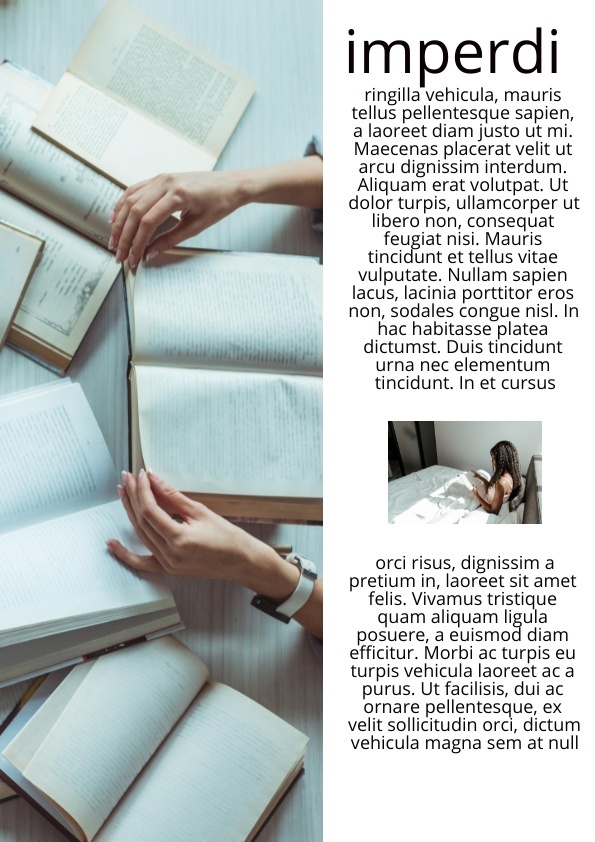 imperdi
ringilla vehicula, mauris
tellus pellentesque sapien,
a laoreet diam justo ut mi.
Maecenas placerat velit ut
arcu dignissim interdum.
Aliquam erat volutpat. Ut
dolor turpis, ullamcorper ut
libero non, consequat
feugiat nisi. Mauris
tincidunt et tellus vitae
vulputate. Nullam sapien
lacus, lacinia porttitor eros
non, sodales congue nisl. In
hac habitasse platea
dictumst. Duis tincidunt
urna nec elementum
tincidunt. In et cursus
orci risus, dignissim a
pretium in, laoreet sit amet
felis. Vivamus tristique
quam aliquam ligula
posuere, a euismod diam
efficitur. Morbi ac turpis eu
turpis vehicula laoreet ac a
purus. Ut facilisis, dui ac
ornare pellentesque, ex
velit sollicitudin orci, dictum
vehicula magna sem at null